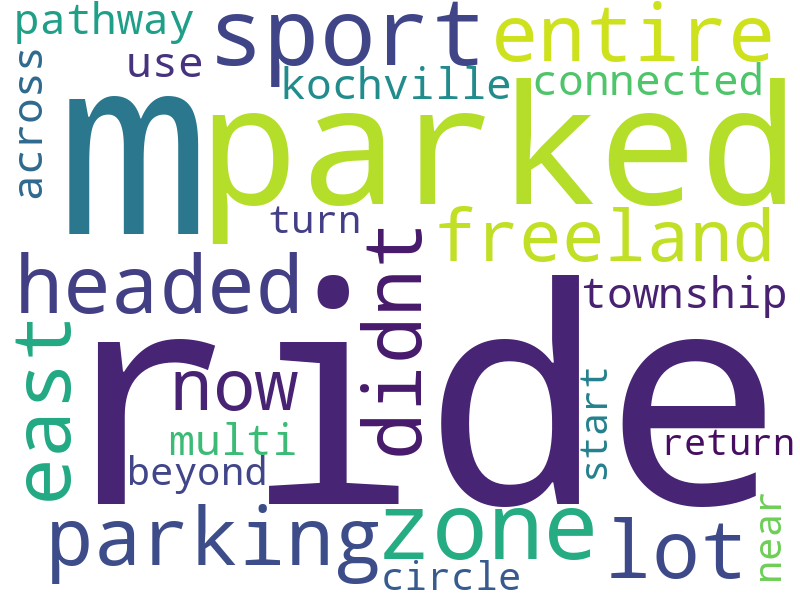 pathway
sport
entire
use
across
kochville
connected
m
parked
turn
freeland
headed
didnt
township
ride
east
now
start
multi
return
beyond
parking
zone
lot
near
circle